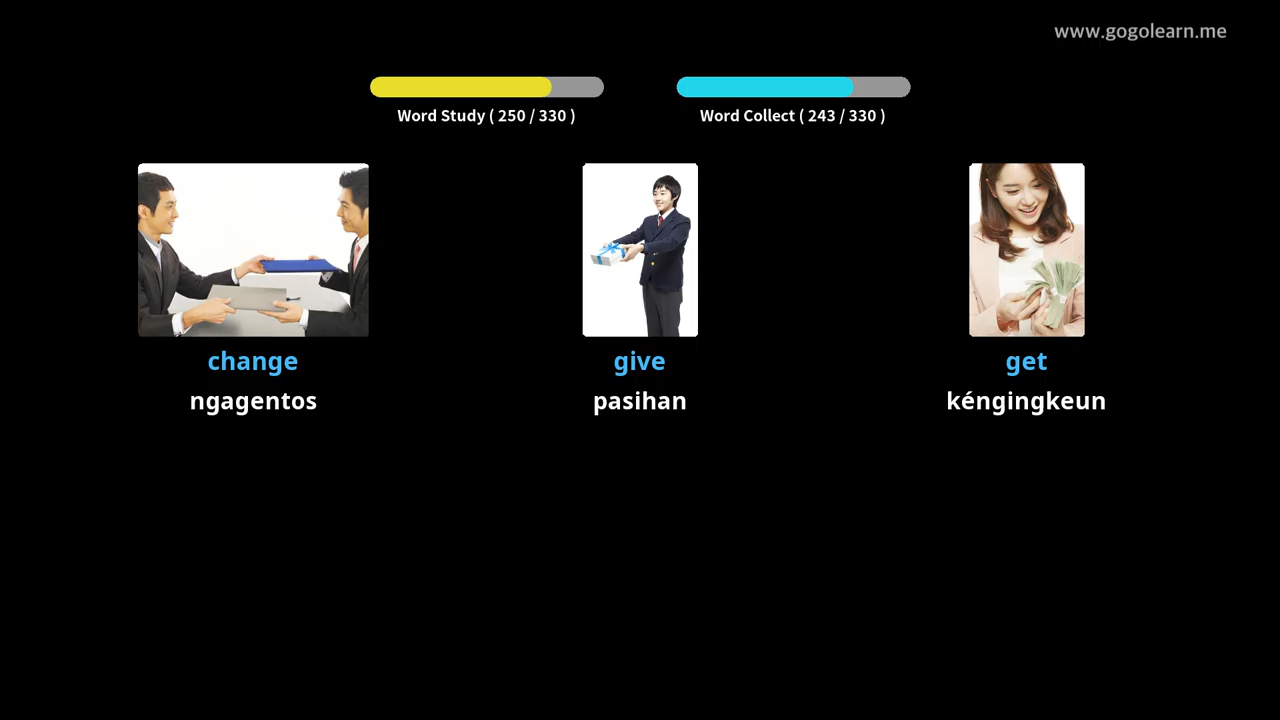 www.gogolearn.me
Word Study ( 250 / 330 )
Word Collect ( 243 / 330 )
change
give
get
ngagentos
pasihan
kéngingkeun